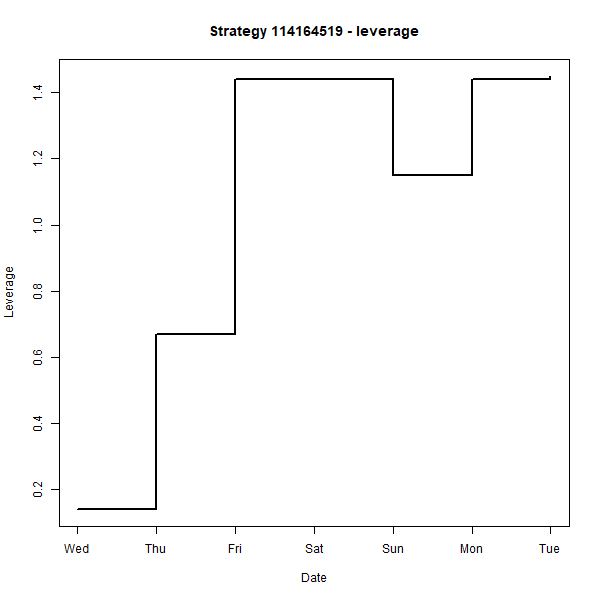 Strategy 114164519 - leverage
Leverage
1.4
1.2
1.0
0.8
0.6
0.4
0.2
Wed Thu Fri Sat Sun Mon Tue
Date